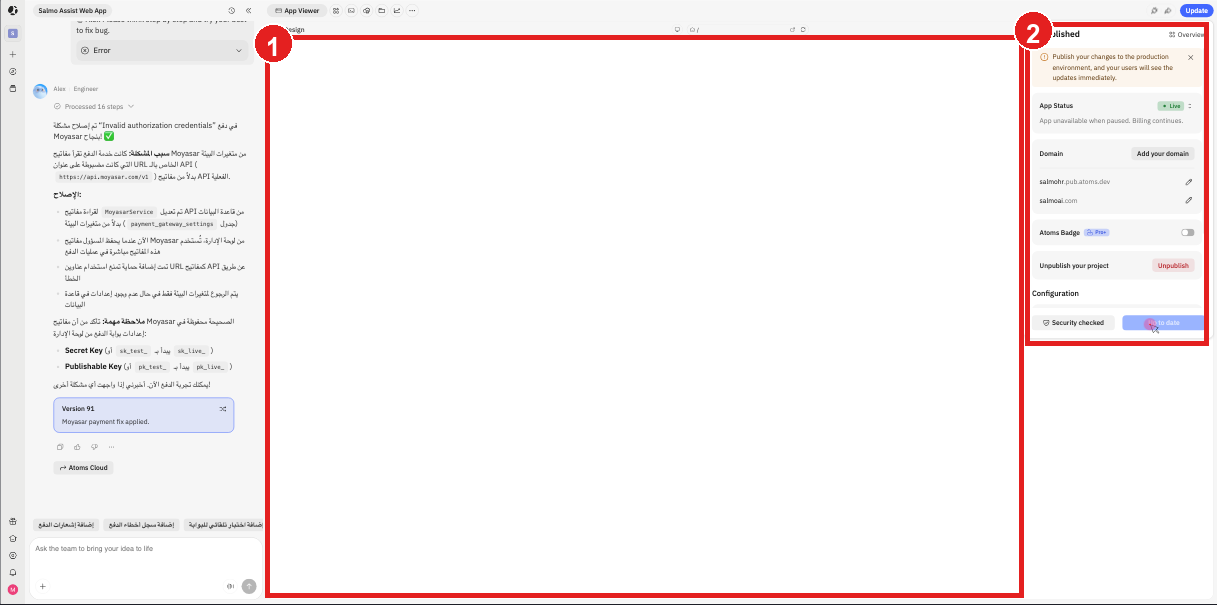 Salmo Assist Web App
App Viewer
Update
to fix bug.
Error
Alex Engineer
Processed 16 steps
تم إصلاح مشكلة "Invalid authorization credentials" في دفع
Moyasar بنجاح! ✅
سبب المشكلة: كانت خدمة الدفع تقرأ مفاتيح Moyasar من متغيرات البيئة
التي كانت مضبوطة على عنوان URL الخاص بالـ API (
https://api.moyasar.com/v1 ) بدلاً من مفاتيح API الفعلية.
الإصلاح:
تم تعديل MoyasarService لقراءة مفاتيح API من قاعدة البيانات
(جدول payment_gateway_settings ) بدلاً من متغيرات البيئة
الآن عندما يحفظ المسؤول مفاتيح Moyasar من لوحة الإدارة، تُستخدم
هذه المفاتيح مباشرة في عمليات الدفع
تمت إضافة حماية تمنع استخدام عناوين URL كمفاتيح API عن طريق
الخطأ
يتم الرجوع لمتغيرات البيئة فقط في حال عدم وجود إعدادات في قاعدة
البيانات
ملاحظة مهمة: تأكد من أن مفاتيح Moyasar الصحيحة محفوظة في
إعدادات بوابة الدفع من لوحة الإدارة:
Secret Key (يبدأ بـ sk_test_ أو sk_live_ )
Publishable Key (يبدأ بـ pk_test_ أو pk_live_ )
يمكنك تجربة الدفع الآن. أخبرني إذا واجهت أي مشكلة أخرى!
Version 91
Moyasar payment fix applied.
Atoms Cloud
إضافة إشعارات الدفع
إضافة سجل اخطاء الدفع
إضافة اختبار تلقائي للبوابة
Ask the team to bring your idea to life
1
/
2
Overview
Publish your changes to the production
environment, and your users will see the
updates immediately.
App Status
Live
App unavailable when paused. Billing continues.
Domain
Add your domain
salmohr.pub.atoms.dev
salmoai.com
Atoms Badge
Pro+
Unpublish your project
Unpublish
Configuration
Security checked
to date
S
M